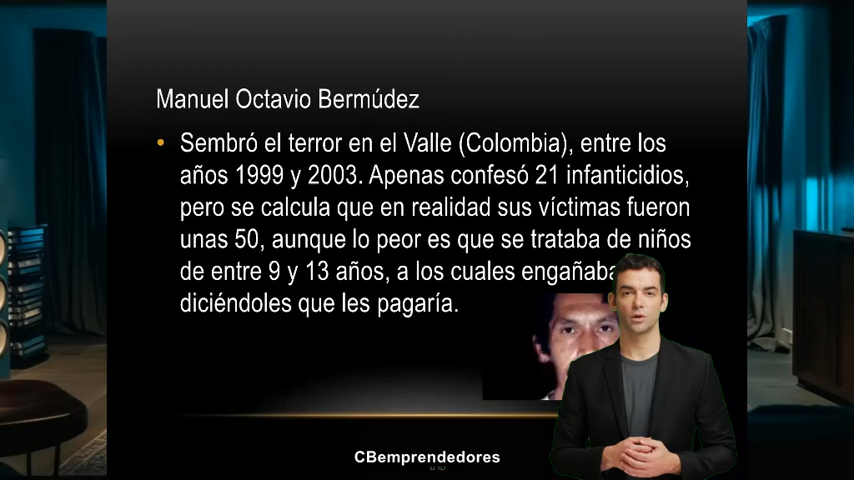 Manuel Octavio Bermúdez
• Sembró el terror en el Valle (Colombia), entre los
años 1999 y 2003. Apenas confesó 21 infanticidios,
pero se calcula que en realidad sus víctimas fueron
unas 50, aunque lo peor es que se trataba de niños
de entre 9 y 13 años, a los cuales engañaba
diciéndoles que les pagaría.
CBemprendedores